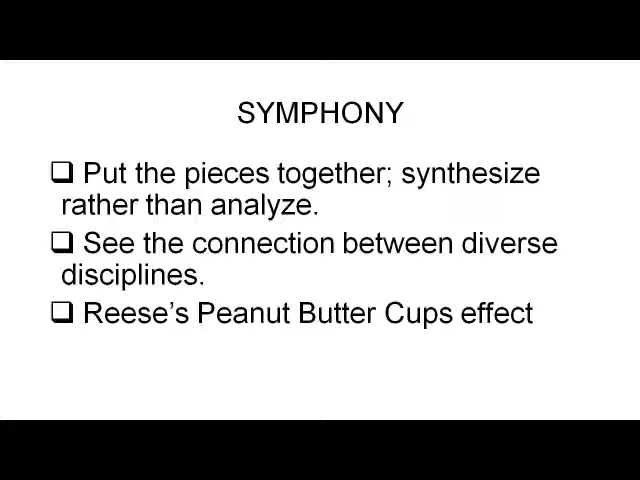 SYMPHONY
❑ Put the pieces together; synthesize
rather than analyze.
❑ See the connection between diverse
disciplines.
❑ Reese’s Peanut Butter Cups effect